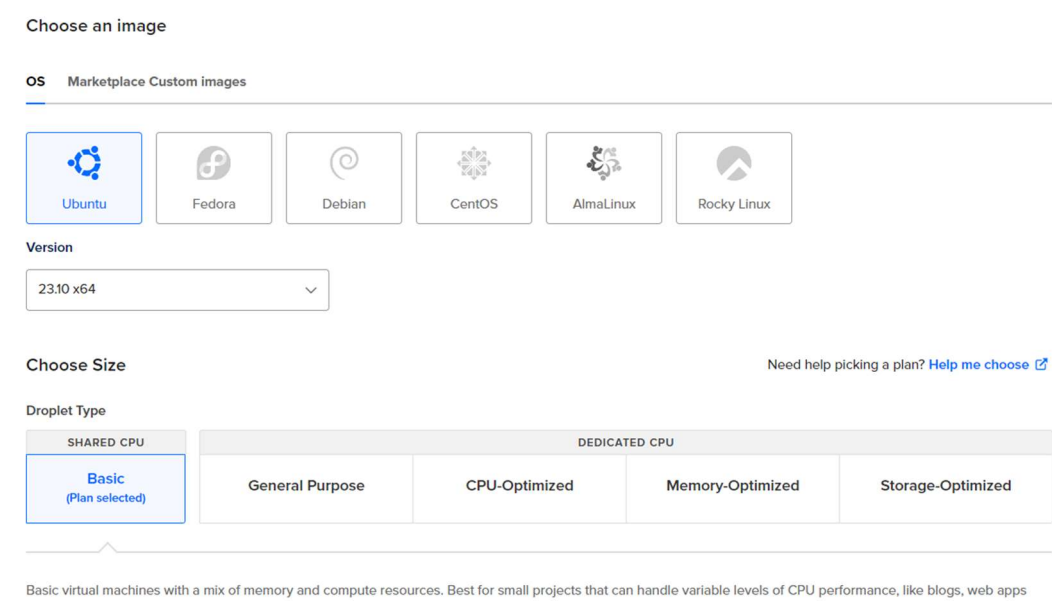 Choose an image
OS Marketplace Custom images
Ubuntu Fedora Debian CentOS AlmaLinux Rocky Linux
Version
23.10 x64
Choose Size Need help picking a plan? Help me choose
Droplet Type
SHARED CPU DEDICATED CPU
Basic
(Plan selected)
General Purpose CPU-Optimized Memory-Optimized Storage-Optimized
Basic virtual machines with a mix of memory and compute resources. Best for small projects that can handle variable levels of CPU performance, like blogs, web apps